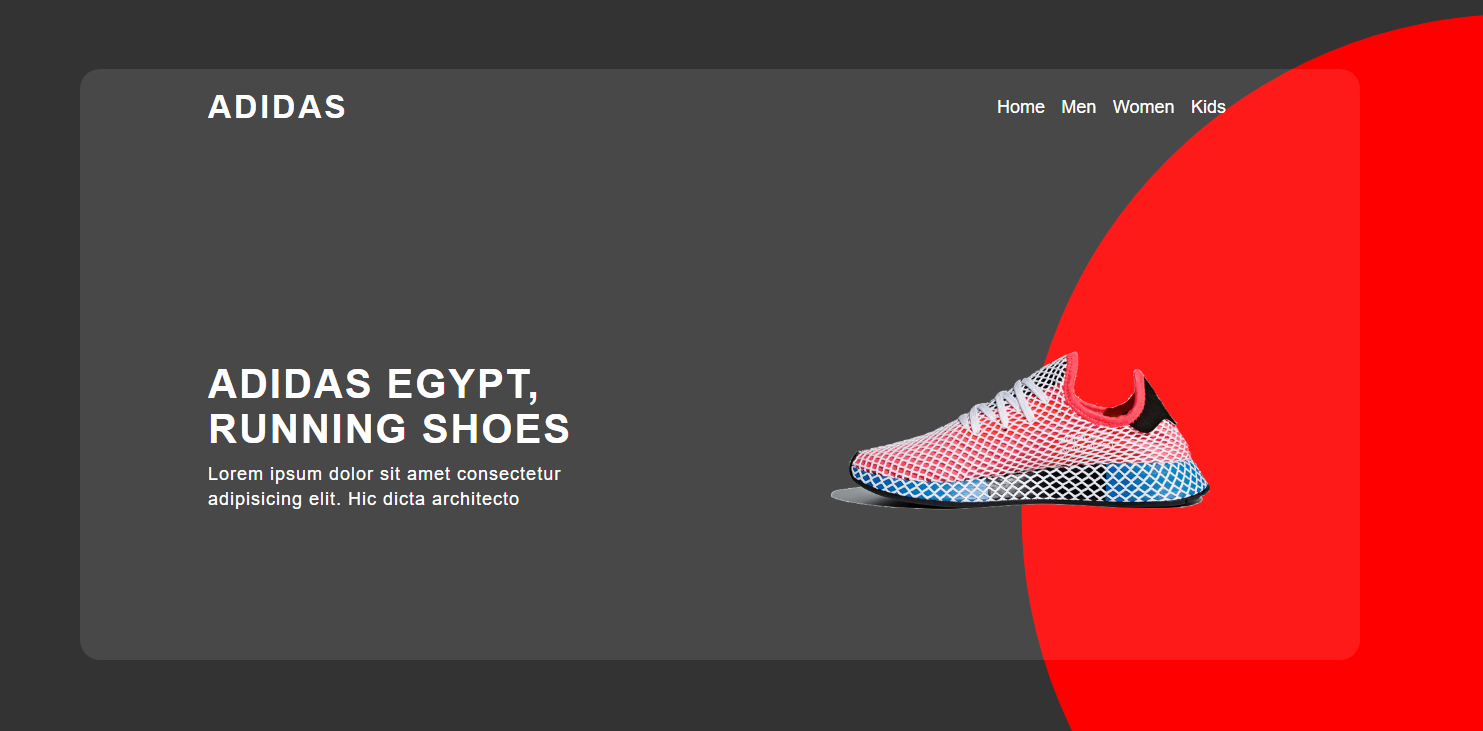 ADIDAS
Home Men Women Kids
ADIDAS EGYPT,
RUNNING SHOES
Lorem ipsum dolor sit amet consectetur
adipisicing elit. Hic dicta architecto